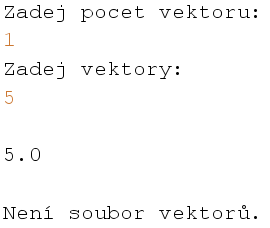 Zadej pocet vektoru:
1
Zadej vektory:
5
5.0
Není soubor vektorů.